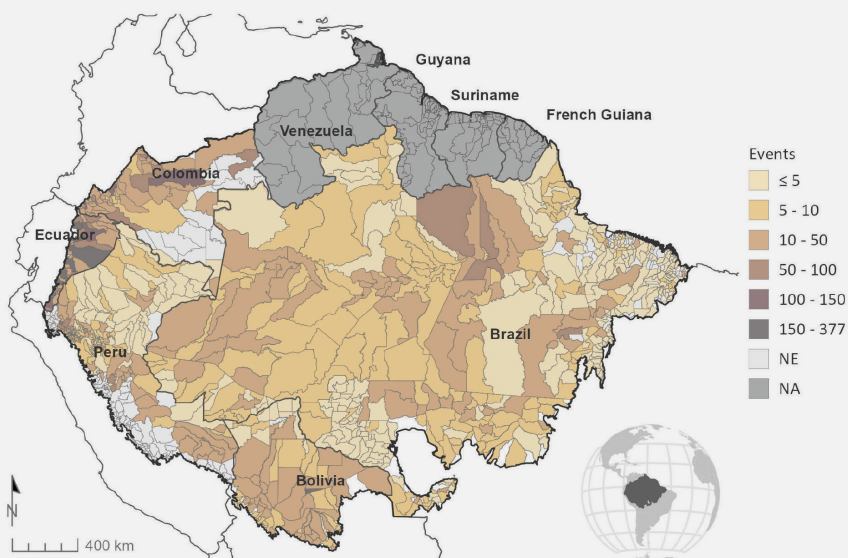 Guyana
Suriname
French Guiana
Venezuela
Colombia
Ecuador
Peru
Brazil
Bolivia
Events
≤ 5
5 - 10
10 - 50
50 - 100
100 - 150
150 - 377
NE
NA
N
400 km